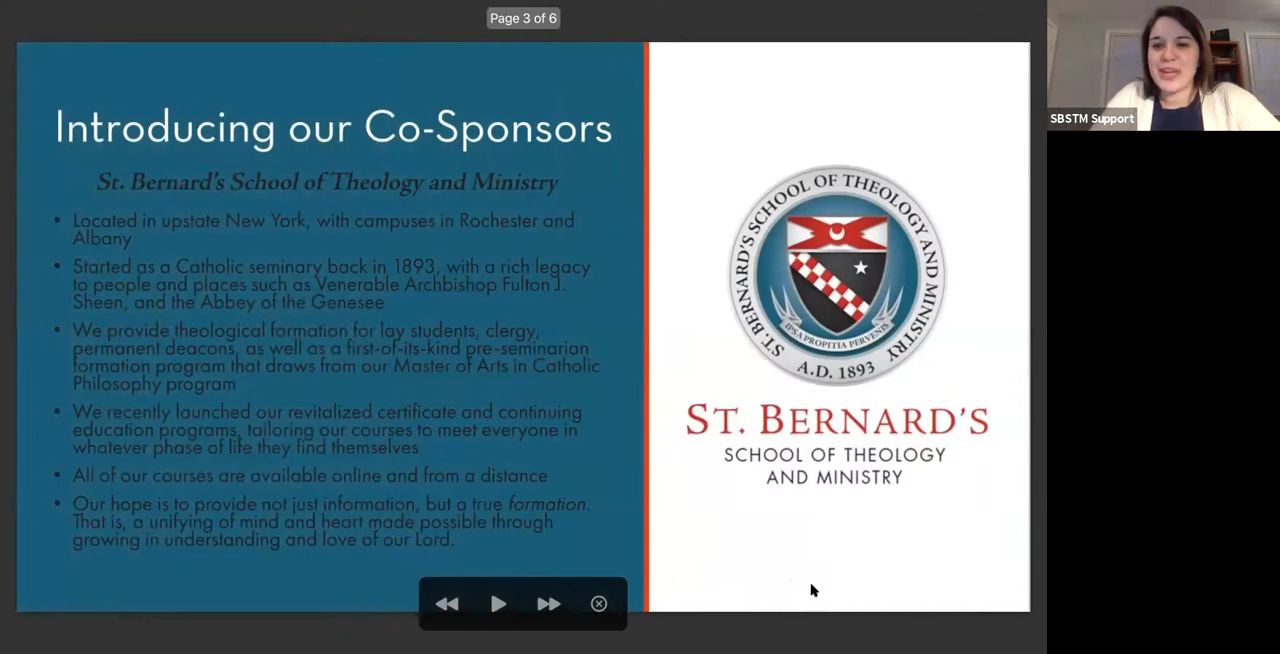 Page 3 of 6
SBSTM Support
Introducing our Co-Sponsors
St. Bernard's School of Theology and Ministry
• Located in upstate New York, with campuses in Rochester and
Albany
• Started as a Catholic seminary back in 1893, with a rich legacy
to people and places such as Venerable Archbishop Fulton J.
Sheen, and the Abbey of the Genesee
• We provide theological formation for lay students, clergy,
permanent deacons, as well as a first-of-its-kind pre-seminarian
formation program that draws from our Master of Arts in Catholic
Philosophy program
• We recently launched our revitalized certificate and continuing
education programs, tailoring our courses to meet everyone in
whatever phase of life they find themselves
• All of our courses are available online and from a distance
• Our hope is to provide not just information, but a true formation.
That is, a unifying of mind and heart made possible through
growing in understanding and love of our Lord.
ST. BERNARD'S SCHOOL OF THEOLOGY AND MINISTRY
IPSA PROPITIA PERVENIS
A.D. 1893
ST. BERNARD'S
SCHOOL OF THEOLOGY
AND MINISTRY